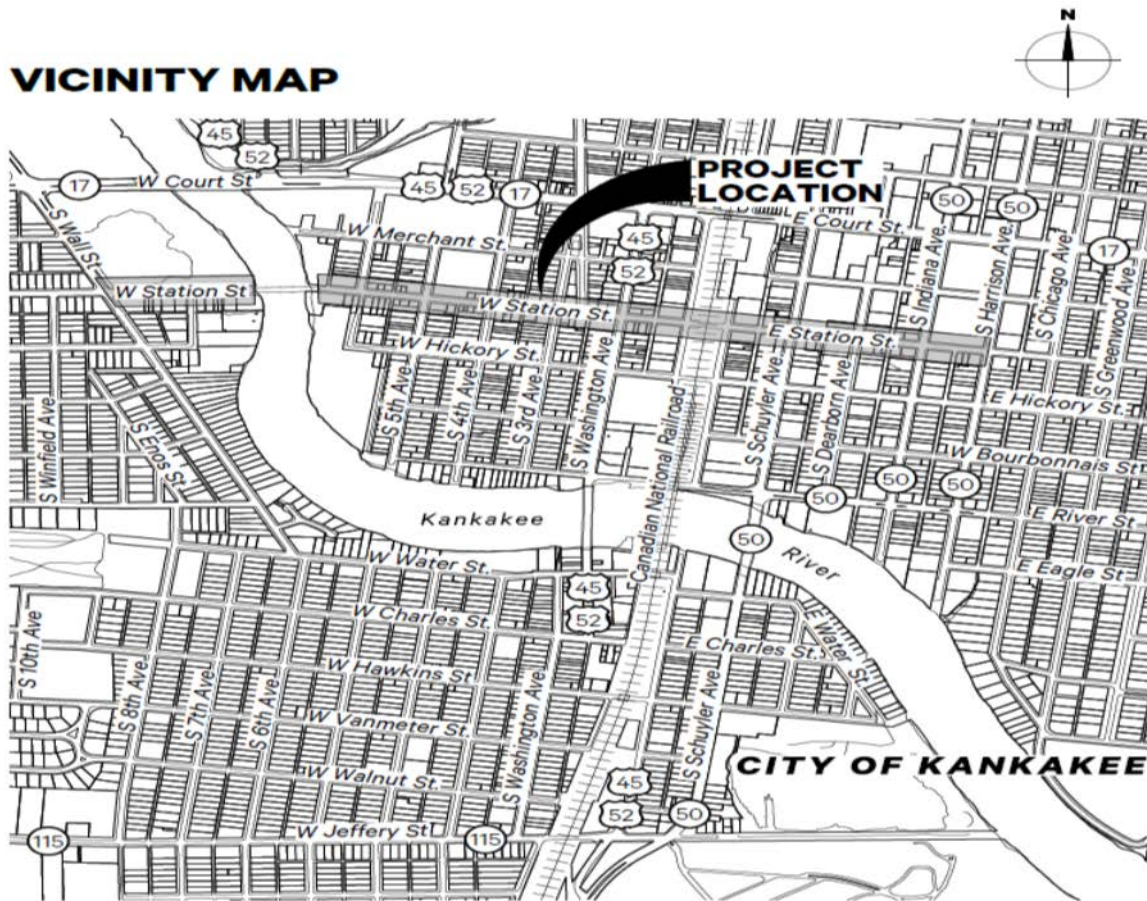 N
VICINITY MAP
45
52
17
W Court St
45
52
17
PROJECT
LOCATION
50
50
S Wall St
W Merchant St.
45
E Court St.
S Indiana Ave.
S Harrison Ave.
S Chicago Ave.
17
52
S Greenwood Ave.
W Station St
W Station St.
E Station St.
W Hickory St.
S 5th Ave.
S 4th Ave.
S 3rd Ave.
S Washington Ave.
Canadian National Railroad
S Schuyler Ave.
S Dearborn Ave.
E Hickory St.
S Winfield Ave
S Enos St.
W Bourbonnais St
50
50
50
E River St
Kankakee
River
50
E Eagle St
W Water St.
45
52
W Charles St.
E Charles St.
E Water St.
S 10th Ave
W Hawkins St
S 8th Ave.
S 7th Ave.
S 6th Ave.
S Washington Ave.
S Schuyler Ave.
W Vanmeter St.
W Walnut St.
CITY OF KANKAKEE
45
52
50
W Jeffery St
115
115